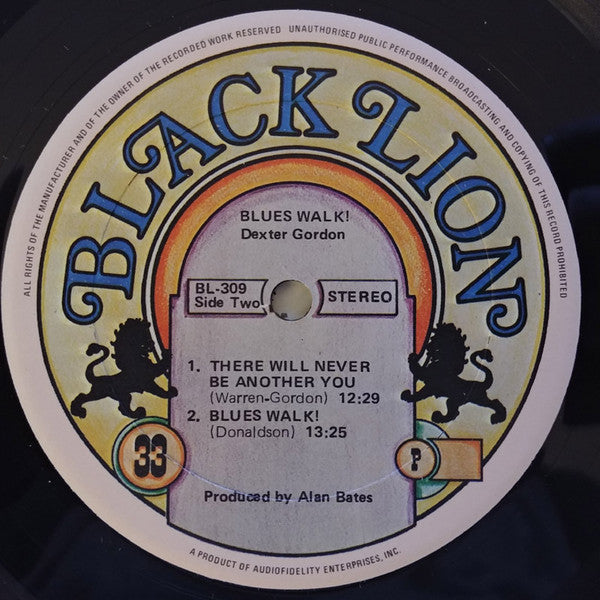 ALL RIGHTS OF THE MANUFACTURER AND OF THE OWNER OF THE RECORDED WORK RESERVED UNAUTHORISED PUBLIC PERFORMANCE BROADCASTING AND COPYING OF THIS RECORD PROHIBITED
BLACK LION
BLUES WALK!
Dexter Gordon
BL-309
Side Two
STEREO
1. THERE WILL NEVER
BE ANOTHER YOU
(Warren-Gordon) 12:29
2. BLUES WALK!
(Donaldson) 13:25
33
P
Produced by Alan Bates
A PRODUCT OF AUDIOFIDELITY ENTERPRISES, INC.